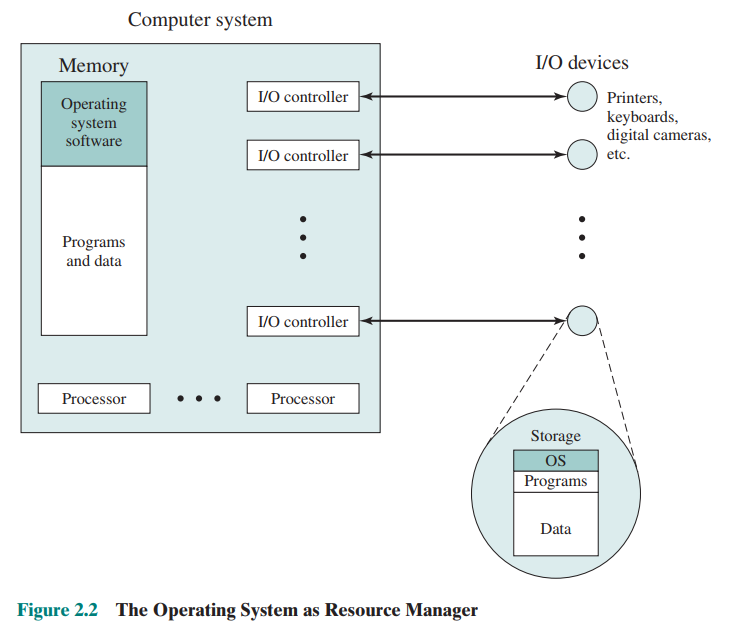 Computer system
Memory
Operating
system
software
Programs
and data
I/O controller
I/O controller
I/O controller
Processor
Processor
I/O devices
Printers,
keyboards,
digital cameras,
etc.
Storage
OS
Programs
Data
Figure 2.2 The Operating System as Resource Manager